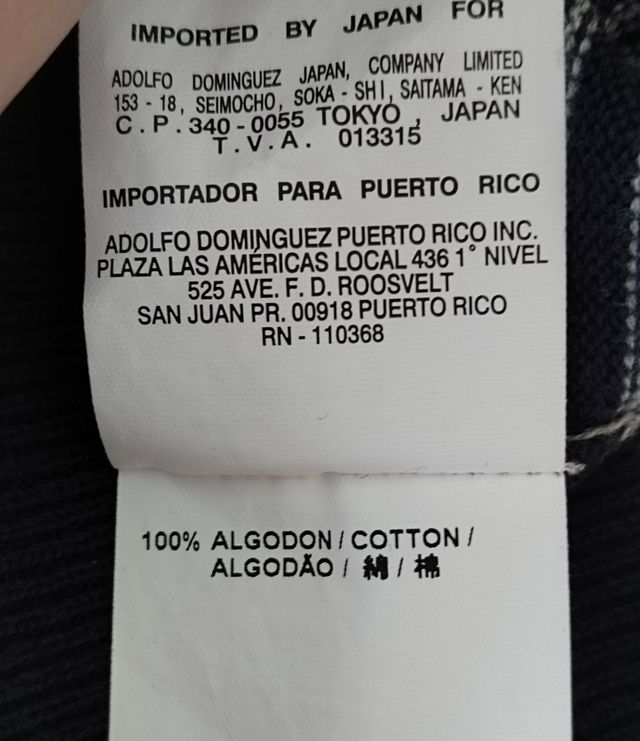 IMPORTED BY JAPAN FOR
ADOLFO DOMINGUEZ JAPAN, COMPANY LIMITED
153 - 18, SEIMOCHO, SOKA - SHI, SAITAMA - KEN
C.P. 340 - 0055 TOKYO, JAPAN
T.V.A. 013315
IMPORTADOR PARA PUERTO RICO
ADOLFO DOMINGUEZ PUERTO RICO INC.
PLAZA LAS AMÉRICAS LOCAL 436 1° NIVEL
525 AVE. F. D. ROOSVELT
SAN JUAN PR. 00918 PUERTO RICO
RN - 110368
100% ALGODON / COTTON /
ALGODÃO / 綿 / 棉